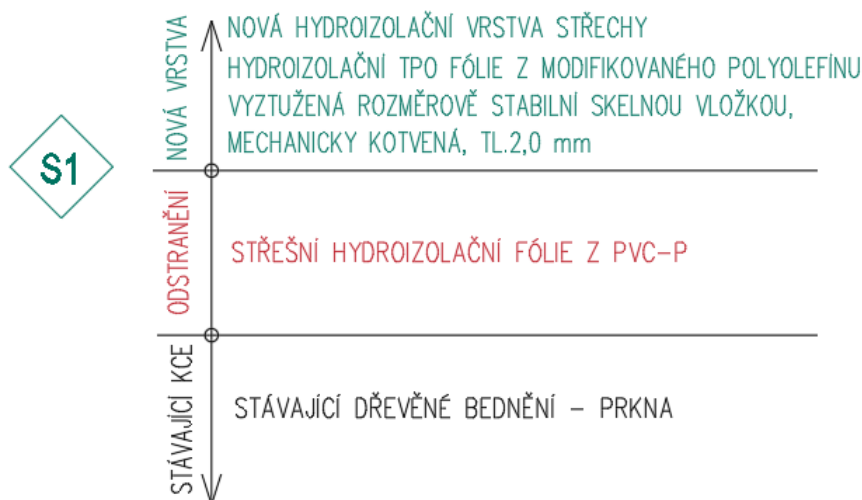 S1
NOVÁ VRSTVA
NOVÁ HYDROIZOLAČNÍ VRSTVA STŘECHY
HYDROIZOLAČNÍ TPO FÓLIE Z MODIFIKOVANÉHO POLYOLEFÍNU
VYZTUŽENÁ ROZMĚROVĚ STABILNÍ SKELNOU VLOŽKOU,
MECHANICKY KOTVENÁ, TL.2,0 mm
ODSTRANĚNÍ
STŘEŠNÍ HYDROIZOLAČNÍ FÓLIE Z PVC-P
STÁVAJÍCÍ KCE
STÁVAJÍCÍ DŘEVĚNÉ BEDNĚNÍ – PRKNA